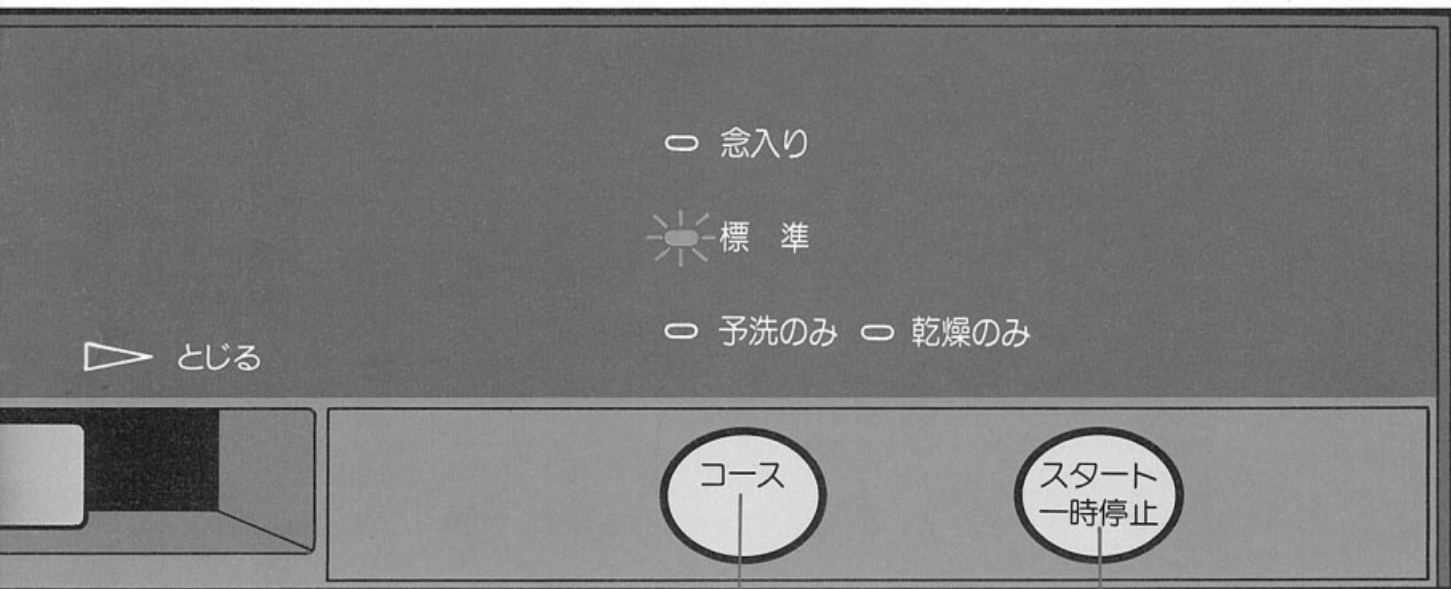 念入り
標 準
予洗のみ 乾燥のみ
とじる
コース
スタート
一時停止